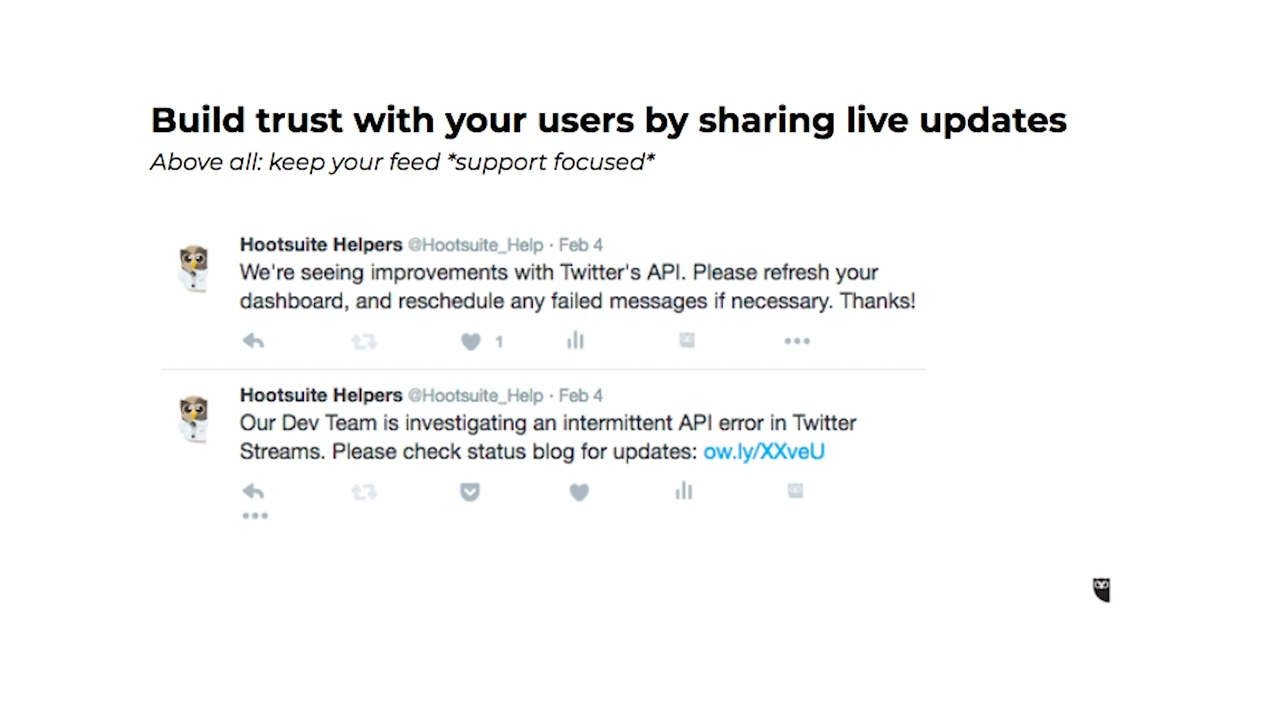 Build trust with your users by sharing live updates
Above all: keep your feed *support focused*
Hootsuite Helpers @Hootsuite_Help · Feb 4
We're seeing improvements with Twitter's API. Please refresh your
dashboard, and reschedule any failed messages if necessary. Thanks!
1
Hootsuite Helpers @Hootsuite_Help · Feb 4
Our Dev Team is investigating an intermittent API error in Twitter
Streams. Please check status blog for updates: ow.ly/XXveU